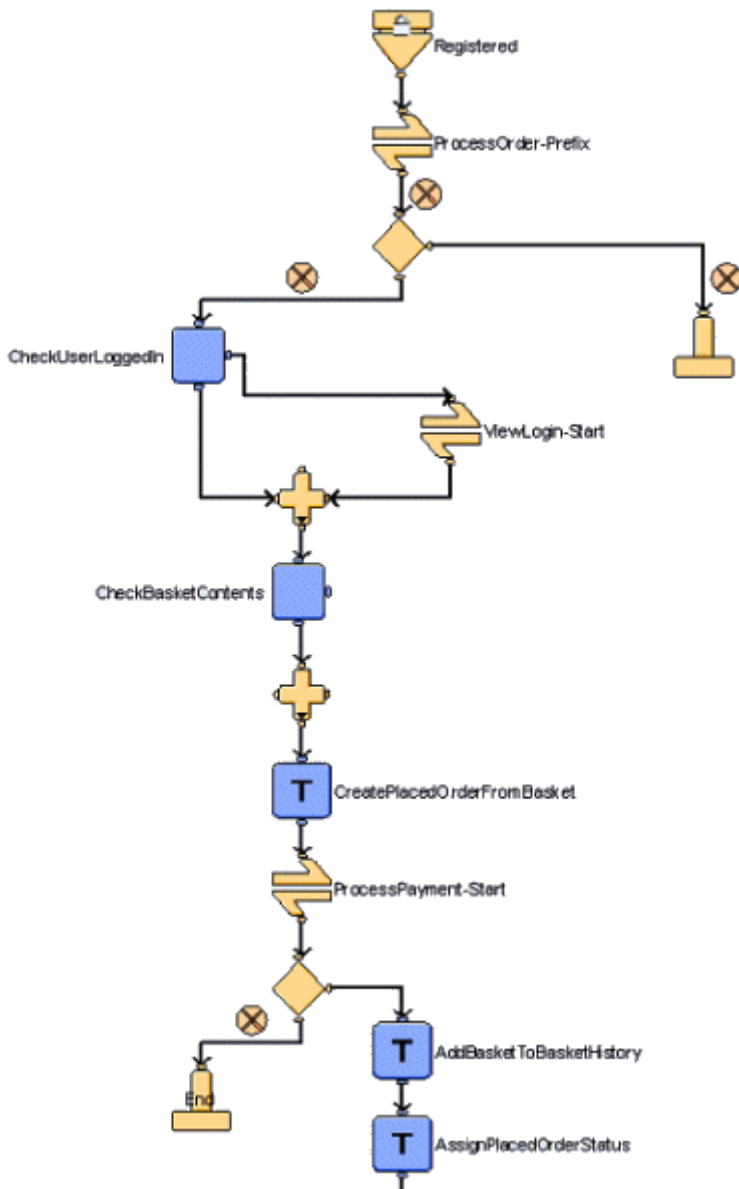 Registered
ProcessOrder-Prefix
CheckUserLoggedIn
ViewLogin-Start
CheckBasketContents
T
CreatePlacedOrderFromBasket
ProcessPayment-Start
T
AddBasketToBasketHistory
End
T
AssignPlacedOrderStatus